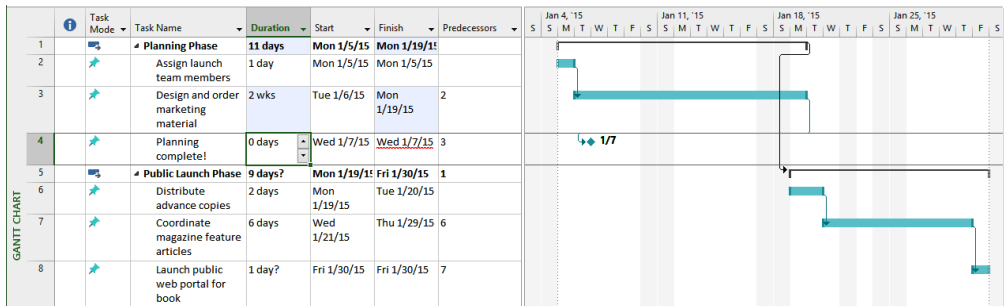 Jan 4, '15 Jan 11, '15 Jan 18, '15 Jan 25, '15
Task Mode Task Name Duration Start Finish Predecessors
S S M T W T F S S M T W T F S S M T W T F S S M T W T F S
1 Planning Phase 11 days Mon 1/5/15 Mon 1/19/15
2 Assign launch team members 1 day Mon 1/5/15 Mon 1/5/15
3 Design and order marketing material 2 wks Tue 1/6/15 Mon 1/19/15 2
4 Planning complete! 0 days Wed 1/7/15 Wed 1/7/15 3 1/7
5 Public Launch Phase 9 days? Mon 1/19/15 Fri 1/30/15 1
6 Distribute advance copies 2 days Mon 1/19/15 Tue 1/20/15
7 Coordinate magazine feature articles 6 days Wed 1/21/15 Thu 1/29/15 6
8 Launch public web portal for book 1 day? Fri 1/30/15 Fri 1/30/15 7
GANTT CHART